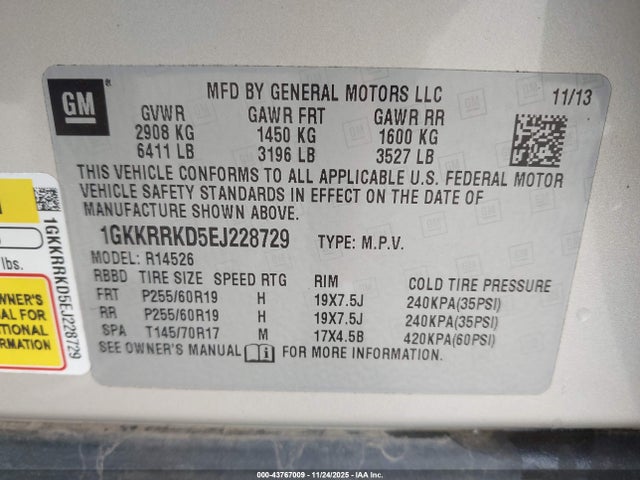 GM
MFD BY GENERAL MOTORS LLC 11/13
GVWR GAWR FRT GAWR RR
2908 KG 1450 KG 1600 KG
6411 LB 3196 LB 3527 LB
THIS VEHICLE CONFORMS TO ALL APPLICABLE U.S. FEDERAL MOTOR
VEHICLE SAFETY STANDARDS IN EFFECT ON THE DATE OF
MANUFACTURE SHOWN ABOVE.
1GKKRRKD5EJ228729 TYPE: M.P.V.
MODEL: R14526
RBBD TIRE SIZE SPEED RTG RIM COLD TIRE PRESSURE
FRT P255/60R19 H 19X7.5J 240KPA(35PSI)
RR P255/60R19 H 19X7.5J 240KPA(35PSI)
SPA T145/70R17 M 17X4.5B 420KPA(60PSI)
SEE OWNER'S MANUAL FOR MORE INFORMATION.
1GKKRRKD5EJ228729
lbs.
OWNER'S
FOR
000-43767009 - 11/24/2025 - IAA Inc.